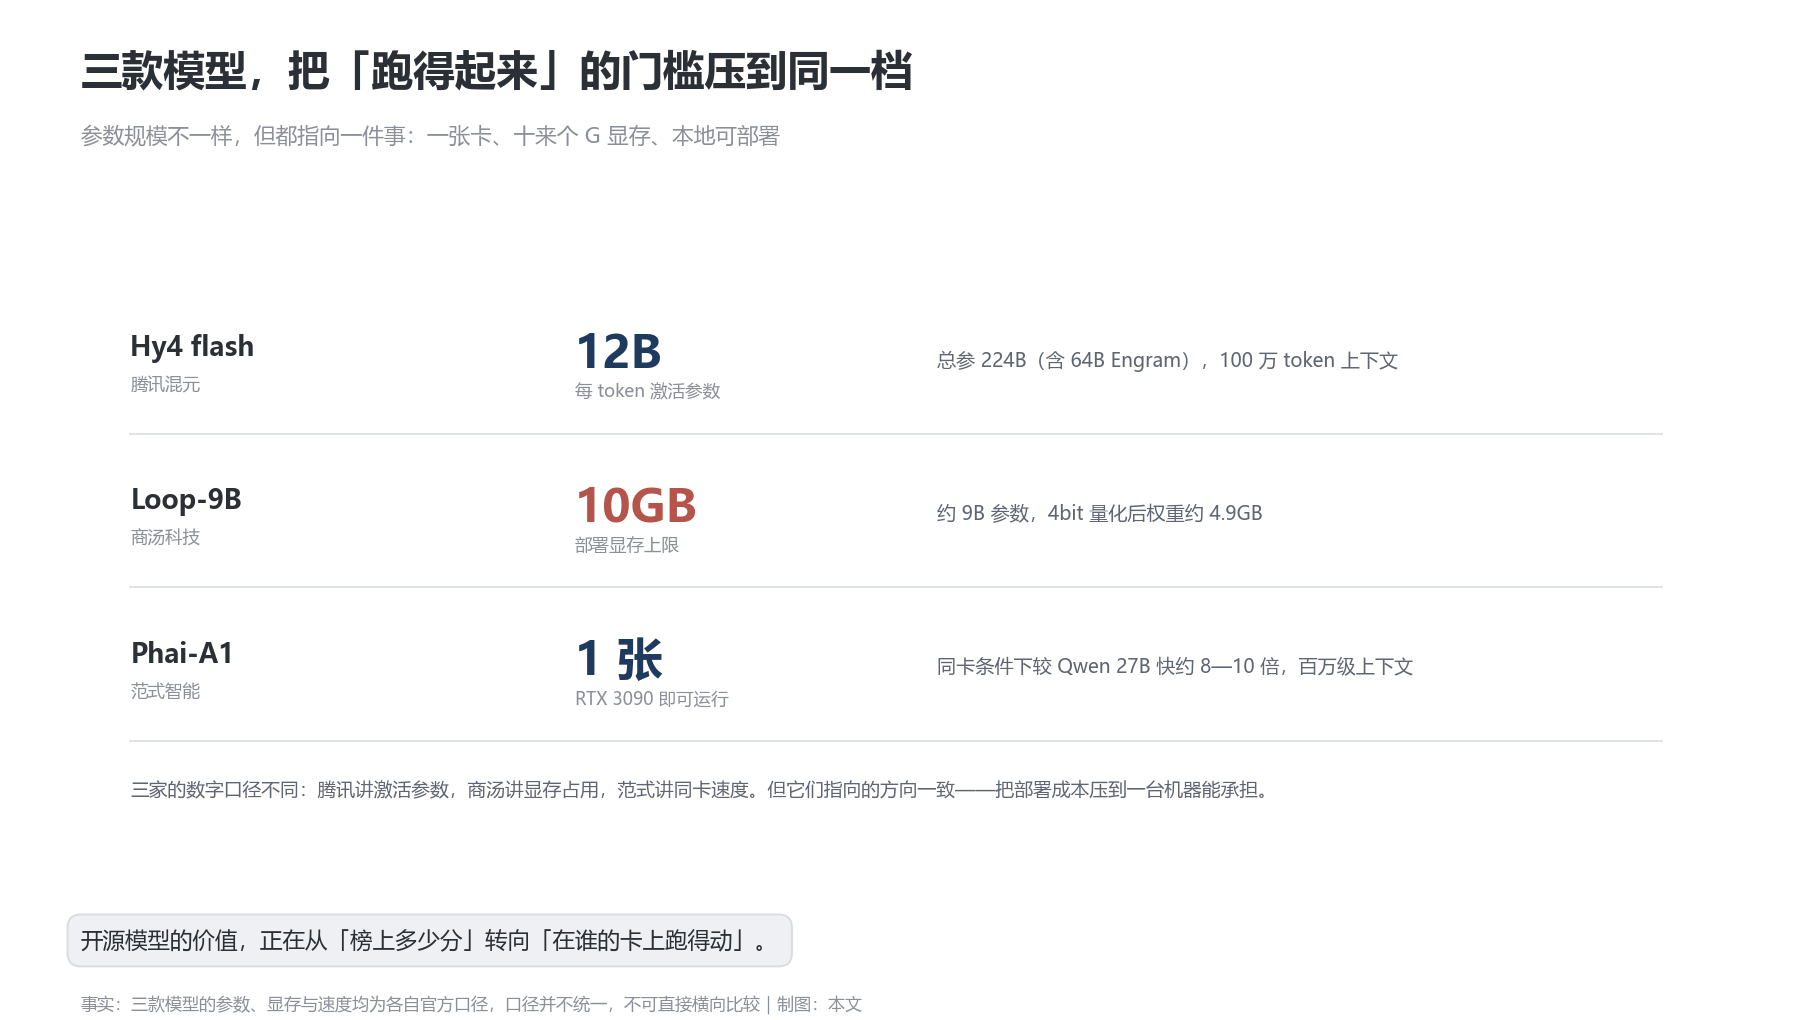 三款模型，把「跑得起来」的门槛压到同一档
参数规模不一样，但都指向一件事：一张卡、十来个 G 显存、本地可部署
Hy4 flash
腾讯混元
12B
每 token 激活参数
总参 224B（含 64B Engram），100 万 token 上下文
Loop-9B
商汤科技
10GB
部署显存上限
约 9B 参数，4bit 量化后权重约 4.9GB
Phai-A1
范式智能
1 张
RTX 3090 即可运行
同卡条件下较 Qwen 27B 快约 8—10 倍，百万级上下文
三家的数字口径不同：腾讯讲激活参数，商汤讲显存占用，范式讲同卡速度。但它们指向的方向一致——把部署成本压到一台机器能承担。
开源模型的价值，正在从「榜上多少分」转向「在谁的卡上跑得动」。
事实：三款模型的参数、显存与速度均为各自官方口径，口径并不统一，不可直接横向比较｜制图：本文